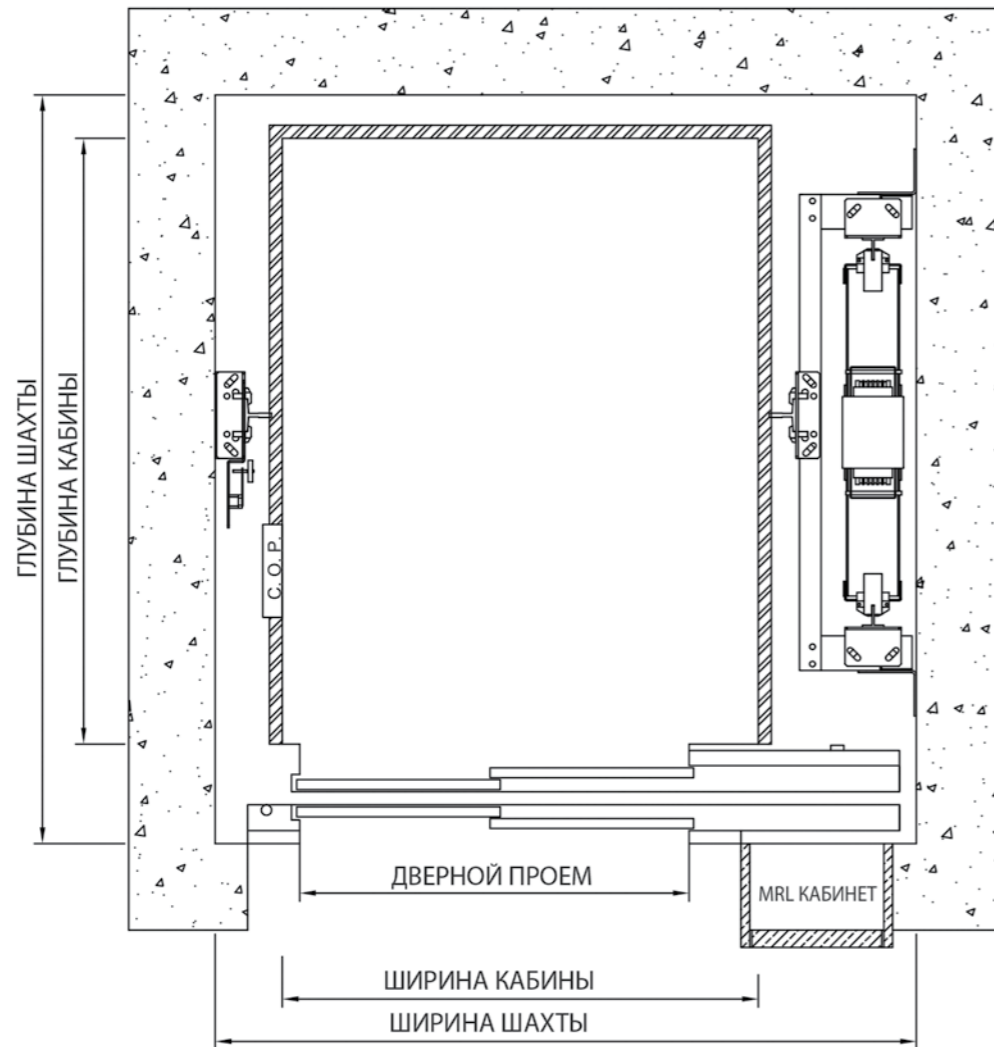 ГЛУБИНА ШАХТЫ
ГЛУБИНА КАБИНЫ
C.O.P.
ДВЕРНОЙ ПРОЕМ
MRL КАБИНЕТ
ШИРИНА КАБИНЫ
ШИРИНА ШАХТЫ